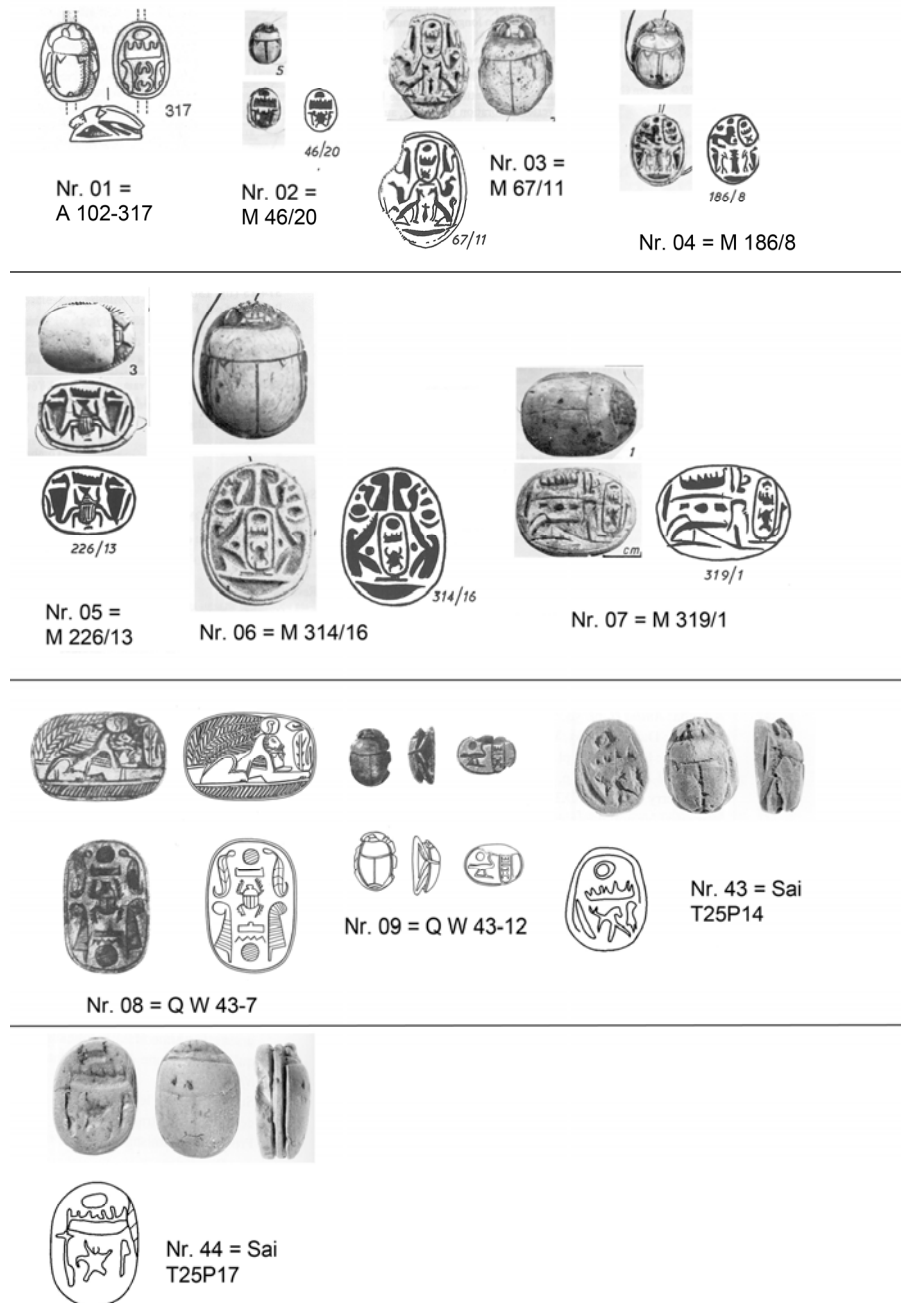 317
Nr. 01 =
A 102-317
5
46/20
Nr. 02 =
M 46/20
67/11
Nr. 03 =
M 67/11
186/8
Nr. 04 = M 186/8
3
226/13
Nr. 05 =
M 226/13
314/16
Nr. 06 = M 314/16
1
cm
319/1
Nr. 07 = M 319/1
Nr. 08 = Q W 43-7
Nr. 09 = Q W 43-12
Nr. 43 = Sai
T25P14
Nr. 44 = Sai
T25P17